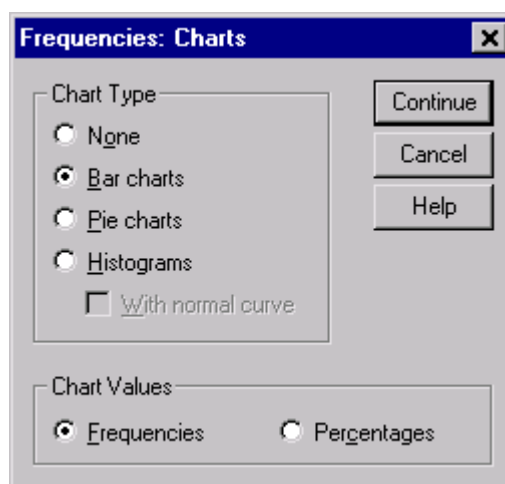 Frequencies: Charts
Chart Type
None
Bar charts
Pie charts
Histograms
With normal curve
Continue
Cancel
Help
Chart Values
Frequencies
Percentages